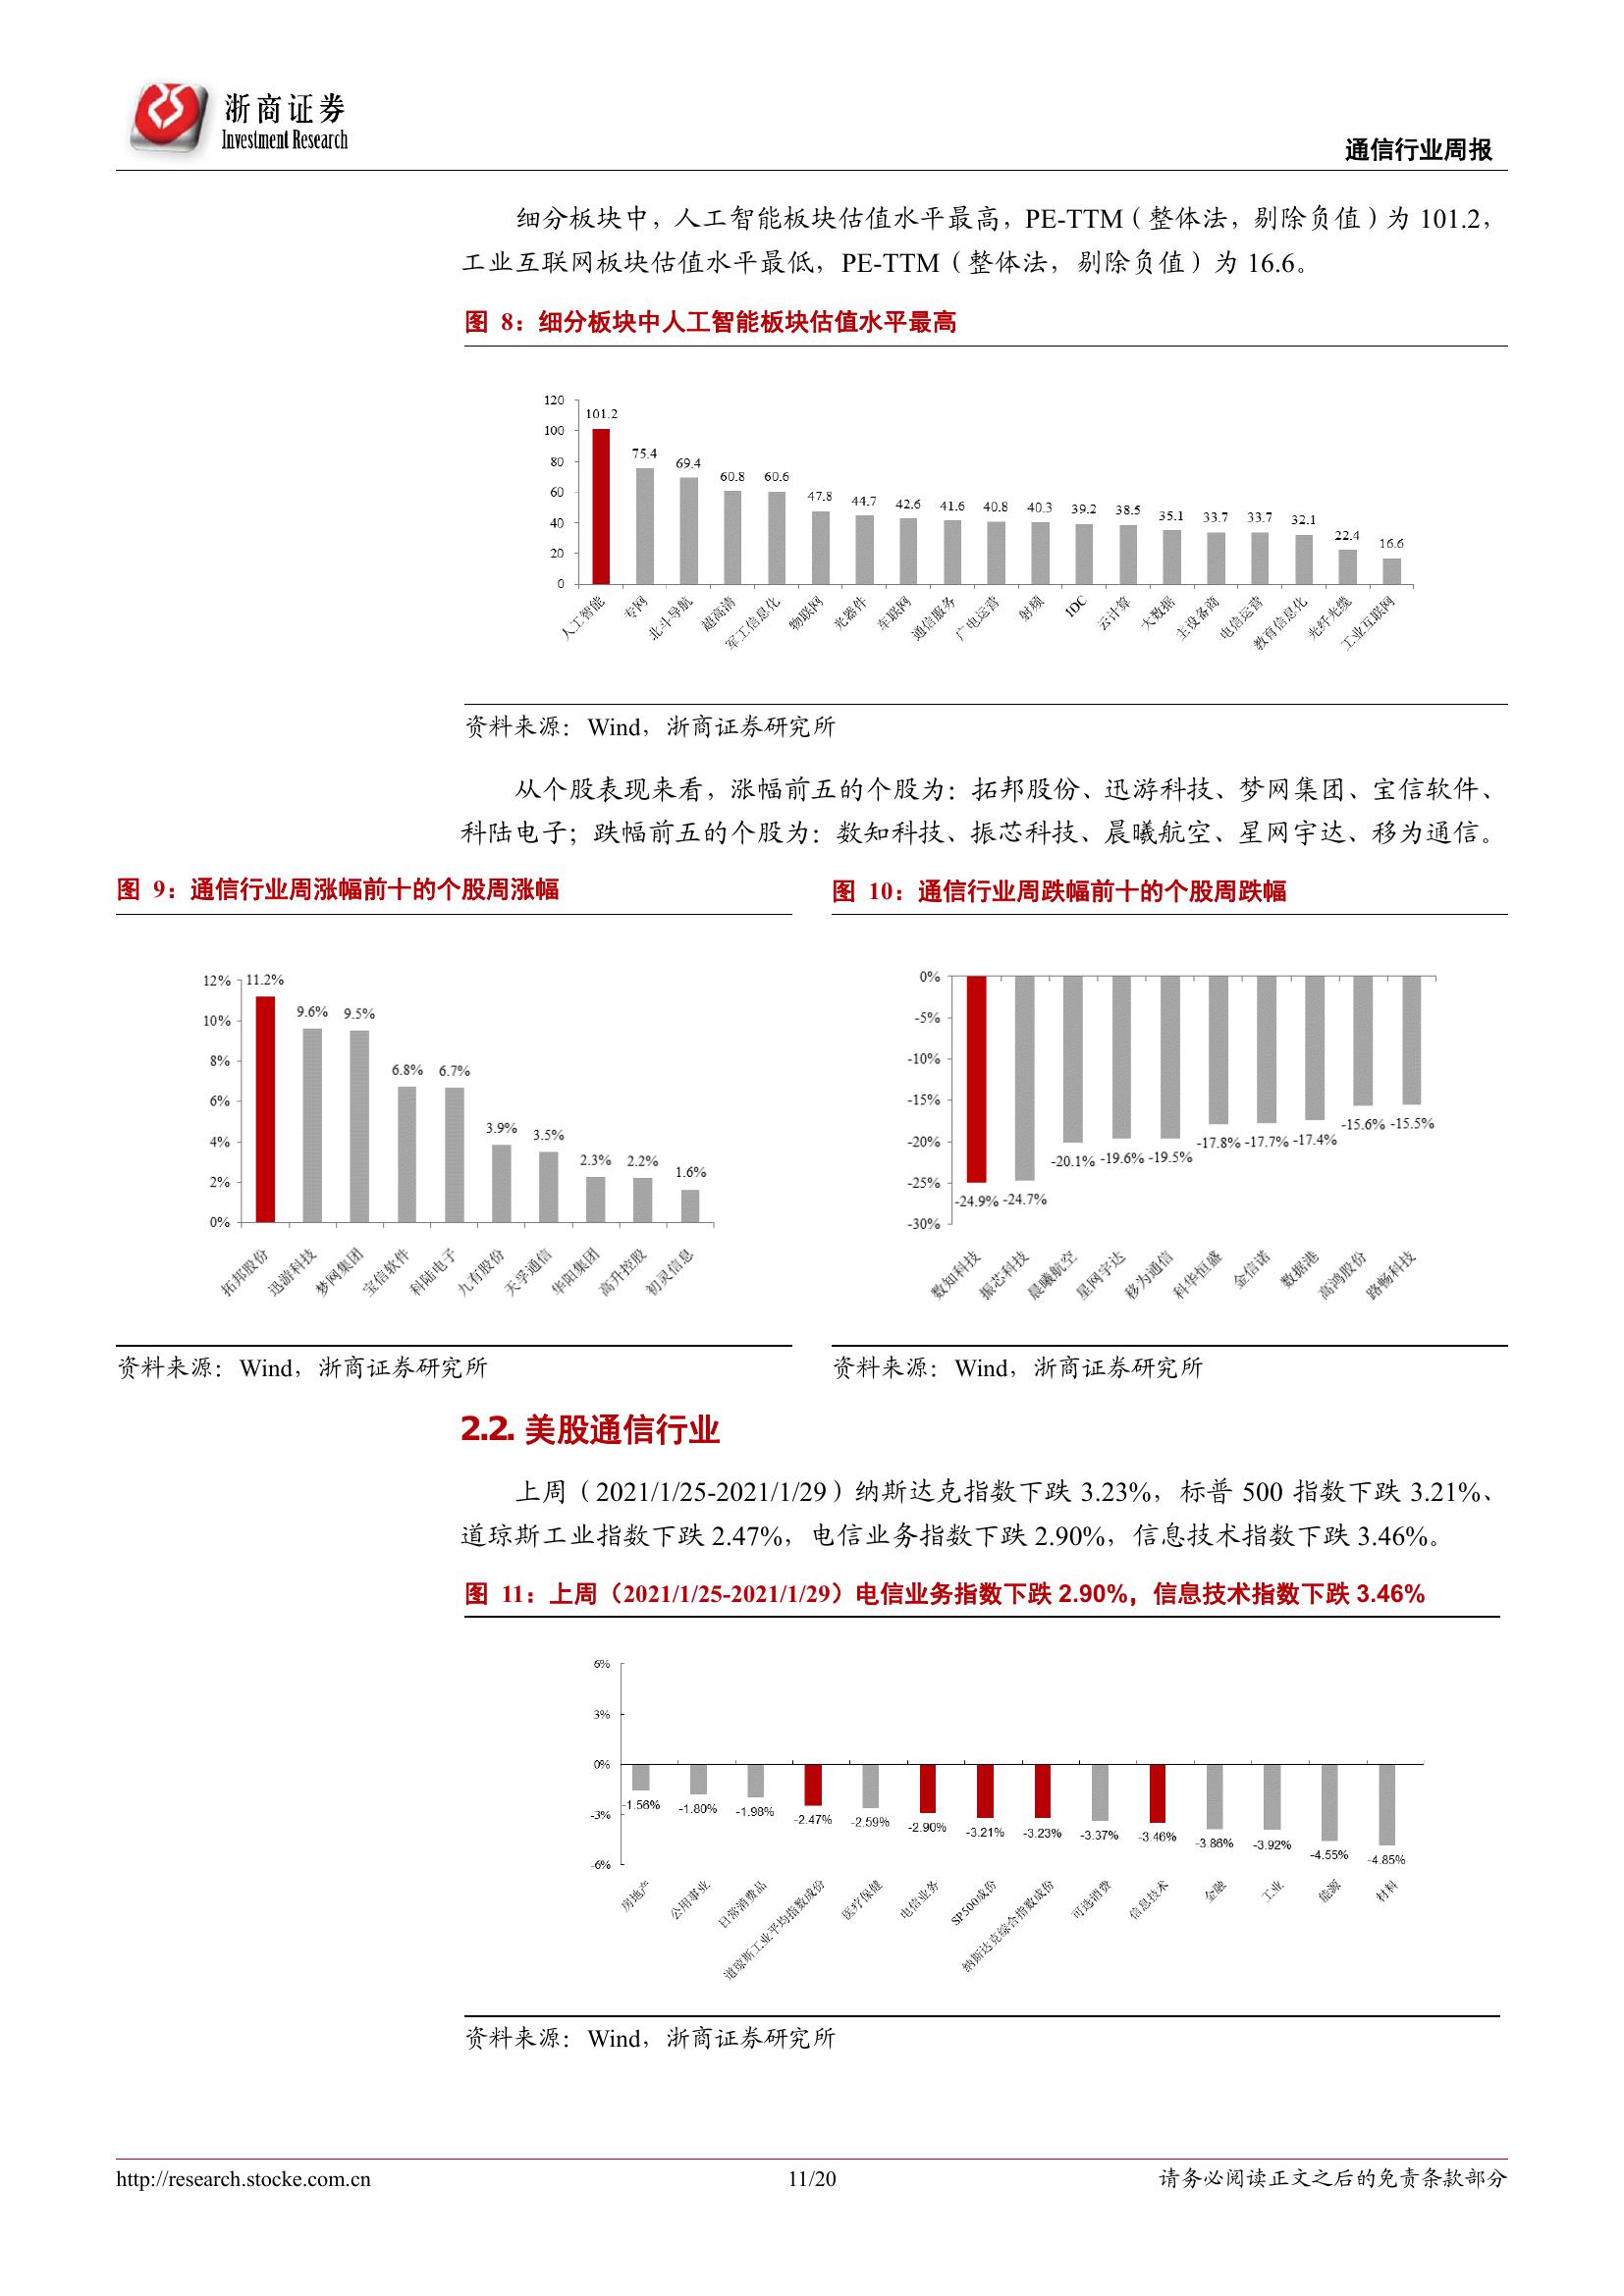 浙商证券
Investment Research
通信行业周报
细分板块中，人工智能板块估值水平最高，PE-TTM（整体法，剔除负值）为 101.2，
工业互联网板块估值水平最低，PE-TTM（整体法，剔除负值）为 16.6。
图 8：细分板块中人工智能板块估值水平最高
120
100
80
60
40
20
0
101.2
75.4
69.4
60.8
60.6
47.8
44.7
42.6
41.6
40.8
40.3
39.2
38.5
35.1
33.7
33.7
32.1
22.4
16.6
人工智能
专网
北斗导航
超高清
军工信息化
物联网
光器件
车联网
通信服务
广电运营
射频
IDC
云计算
大数据
主设备商
电信运营
教育信息化
光纤光缆
工业互联网
资料来源：Wind，浙商证券研究所
从个股表现来看，涨幅前五的个股为：拓邦股份、迅游科技、梦网集团、宝信软件、
科陆电子；跌幅前五的个股为：数知科技、振芯科技、晨曦航空、星网宇达、移为通信。
图 9：通信行业周涨幅前十的个股周涨幅
12%
10%
8%
6%
4%
2%
0%
11.2%
9.6%
9.5%
6.8%
6.7%
3.9%
3.5%
2.3%
2.2%
1.6%
拓邦股份
迅游科技
梦网集团
宝信软件
科陆电子
九有股份
天孚通信
华阳集团
高升控股
初灵信息
资料来源：Wind，浙商证券研究所
图 10：通信行业周跌幅前十的个股周跌幅
0%
-5%
-10%
-15%
-20%
-25%
-30%
-24.9%
-24.7%
-20.1%
-19.6%
-19.5%
-17.8%
-17.7%
-17.4%
-15.6%
-15.5%
数知科技
振芯科技
晨曦航空
星网宇达
移为通信
科华恒盛
金信诺
数据港
高鸿股份
路畅科技
资料来源：Wind，浙商证券研究所
2.2. 美股通信行业
上周（2021/1/25-2021/1/29）纳斯达克指数下跌 3.23%，标普 500 指数下跌 3.21%、
道琼斯工业指数下跌 2.47%，电信业务指数下跌 2.90%，信息技术指数下跌 3.46%。
图 11：上周（2021/1/25-2021/1/29）电信业务指数下跌 2.90%，信息技术指数下跌 3.46%
6%
3%
0%
-3%
-6%
-1.56%
-1.80%
-1.98%
-2.47%
-2.59%
-2.90%
-3.21%
-3.23%
-3.37%
-3.46%
-3.86%
-3.92%
-4.55%
-4.85%
房地产
公用事业
日常消费品
道琼斯工业平均指数成份
医疗保健
电信业务
SP500成份
纳斯达克综合指数成份
可选消费
信息技术
金融
工业
能源
材料
资料来源：Wind，浙商证券研究所
http://research.stocke.com.cn
11/20
请务必阅读正文之后的免责条款部分